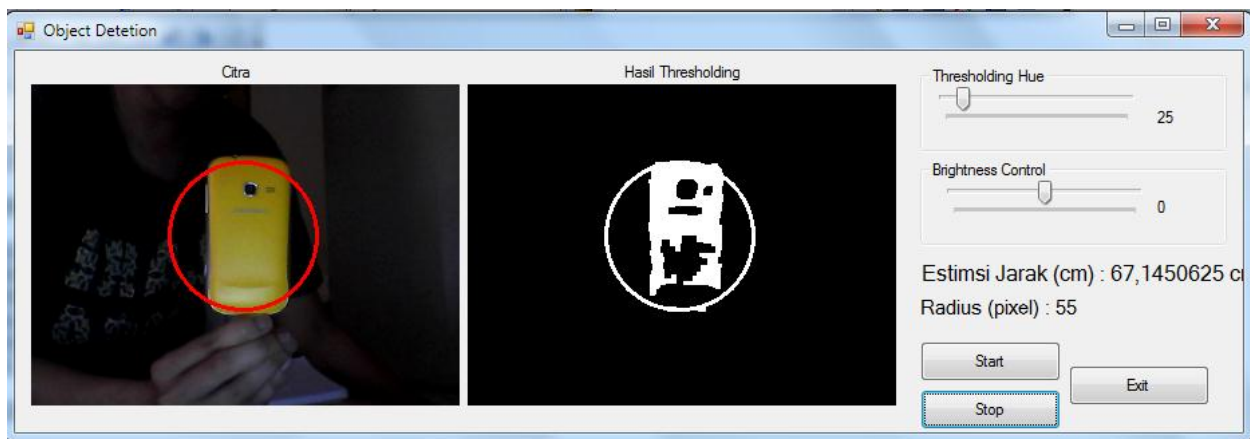 Object Detetion
Citra
Hasil Thresholding
Thresholding Hue
25
Brightness Control
0
Estimsi Jarak (cm) : 67,1450625 c
Radius (pixel) : 55
Start
Exit
Stop